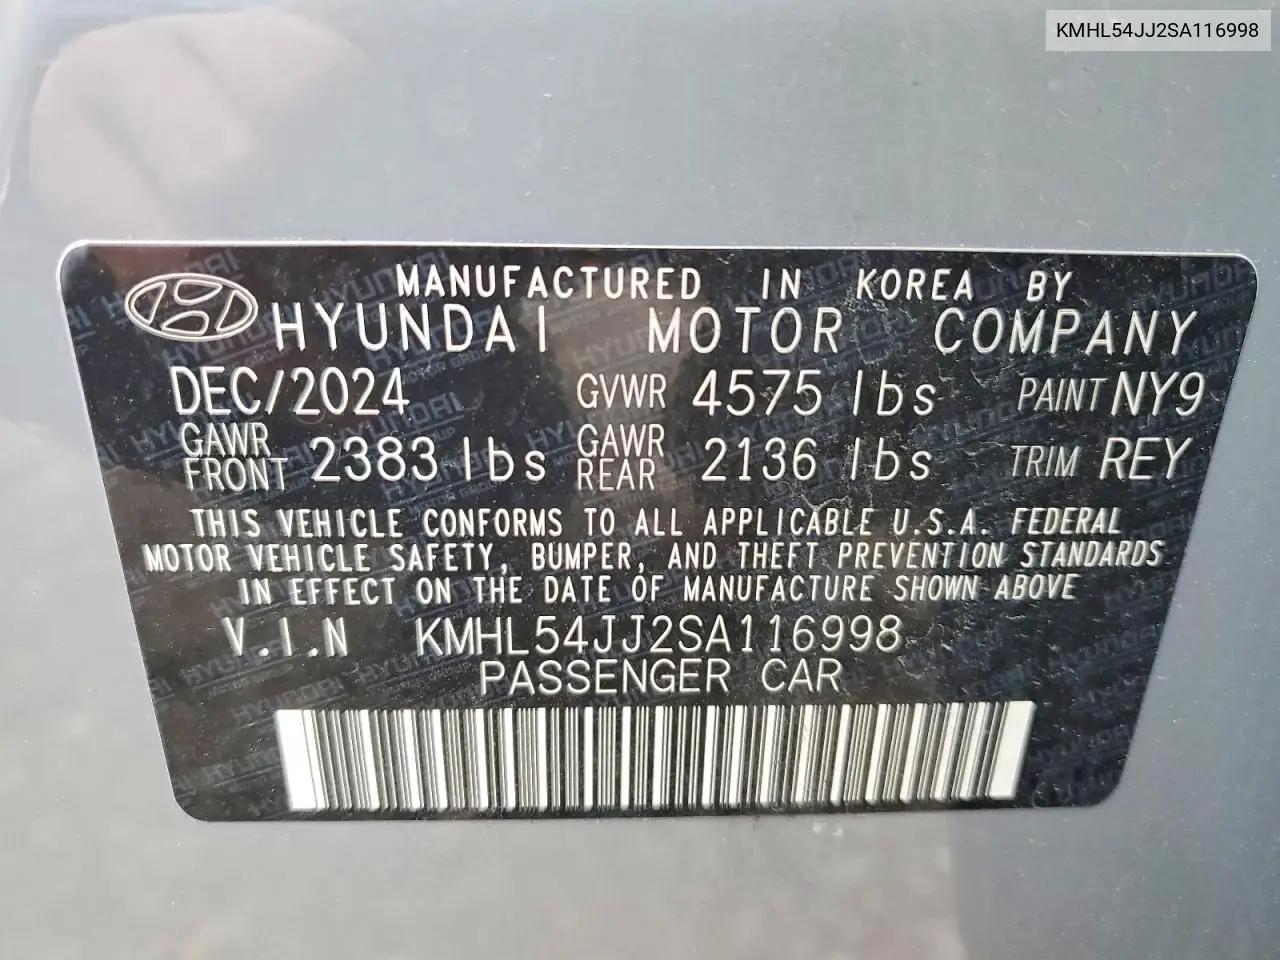 KMHL54JJ2SA116998
MANUFACTURED IN KOREA BY
HYUNDAI MOTOR COMPANY
DEC/2024 GVWR 4575 lbs PAINT NY9
GAWR FRONT 2383 lbs GAWR REAR 2136 lbs TRIM REY
THIS VEHICLE CONFORMS TO ALL APPLICABLE U.S.A. FEDERAL
MOTOR VEHICLE SAFETY, BUMPER, AND THEFT PREVENTION STANDARDS
IN EFFECT ON THE DATE OF MANUFACTURE SHOWN ABOVE
V.I.N KMHL54JJ2SA116998
PASSENGER CAR